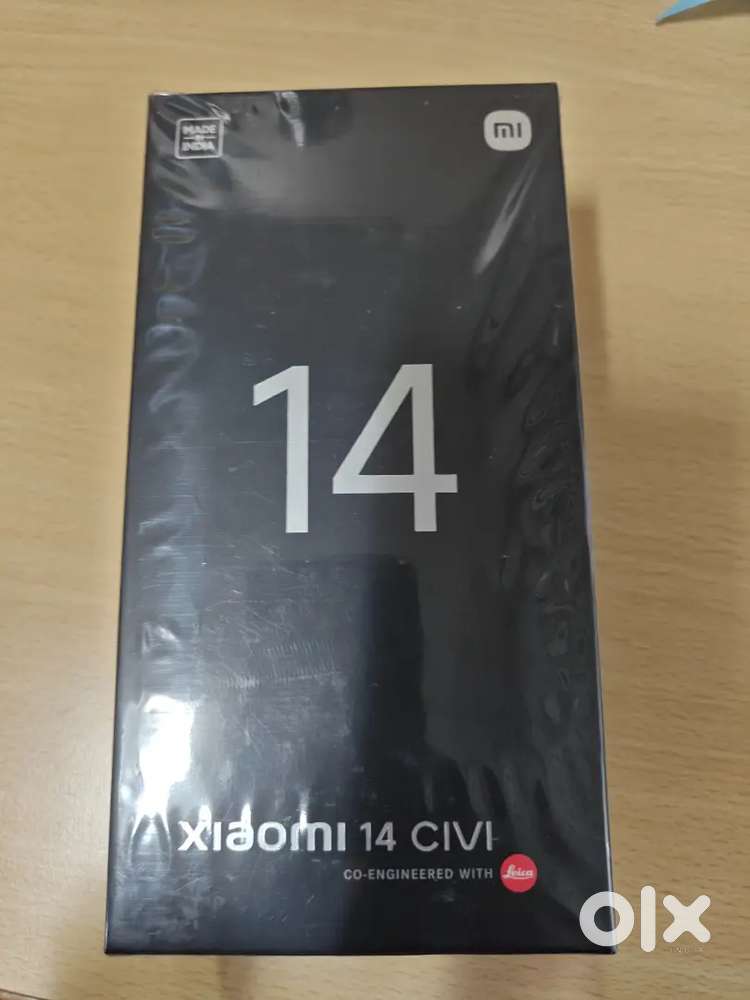 MADE
IN
INDIA
mi
14
xiaomi 14 CIVI
CO-ENGINEERED WITH Leica
olx